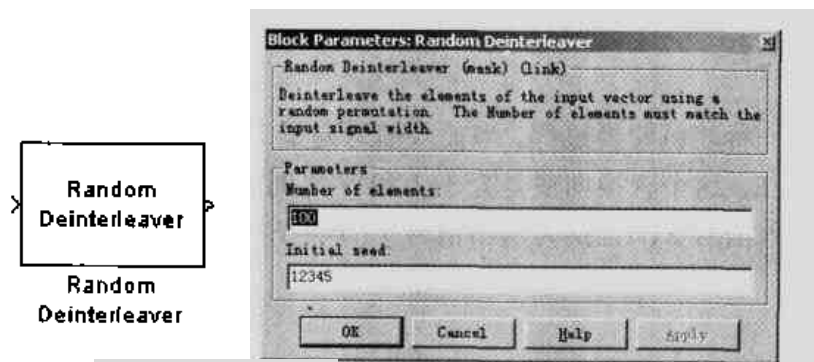 Random
Deinterleaver
Random
Deinterleaver
Block Parameters: Random Deinterleaver
Random Deinterleaver (mask) (link)
Deinterleave the elements of the input vector using a
random permutation. The Number of elements must match the
input signal width.
Parameters
Number of elements:
100
Initial seed:
12345
OK
Cancel
Help
Apply